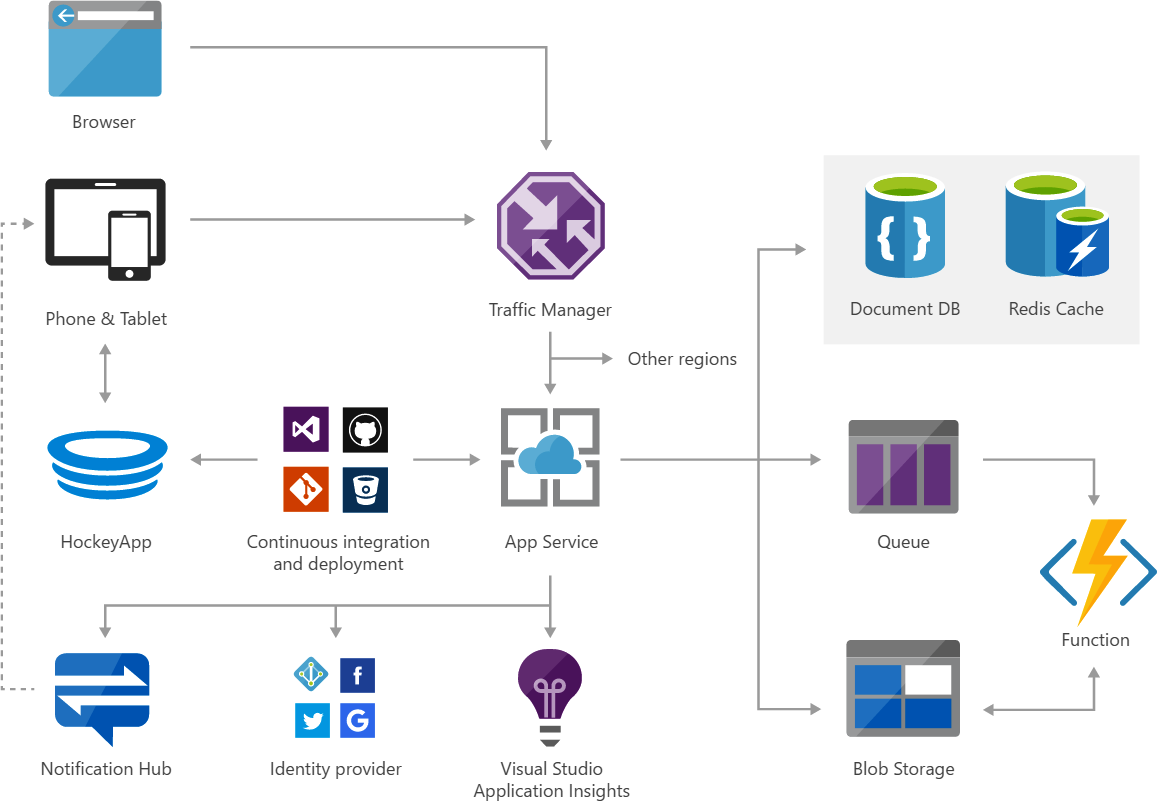 Browser
Phone & Tablet
Traffic Manager
Document DB
Redis Cache
Other regions
HockeyApp
Continuous integration
and deployment
App Service
Queue
Function
Notification Hub
Identity provider
Visual Studio
Application Insights
Blob Storage